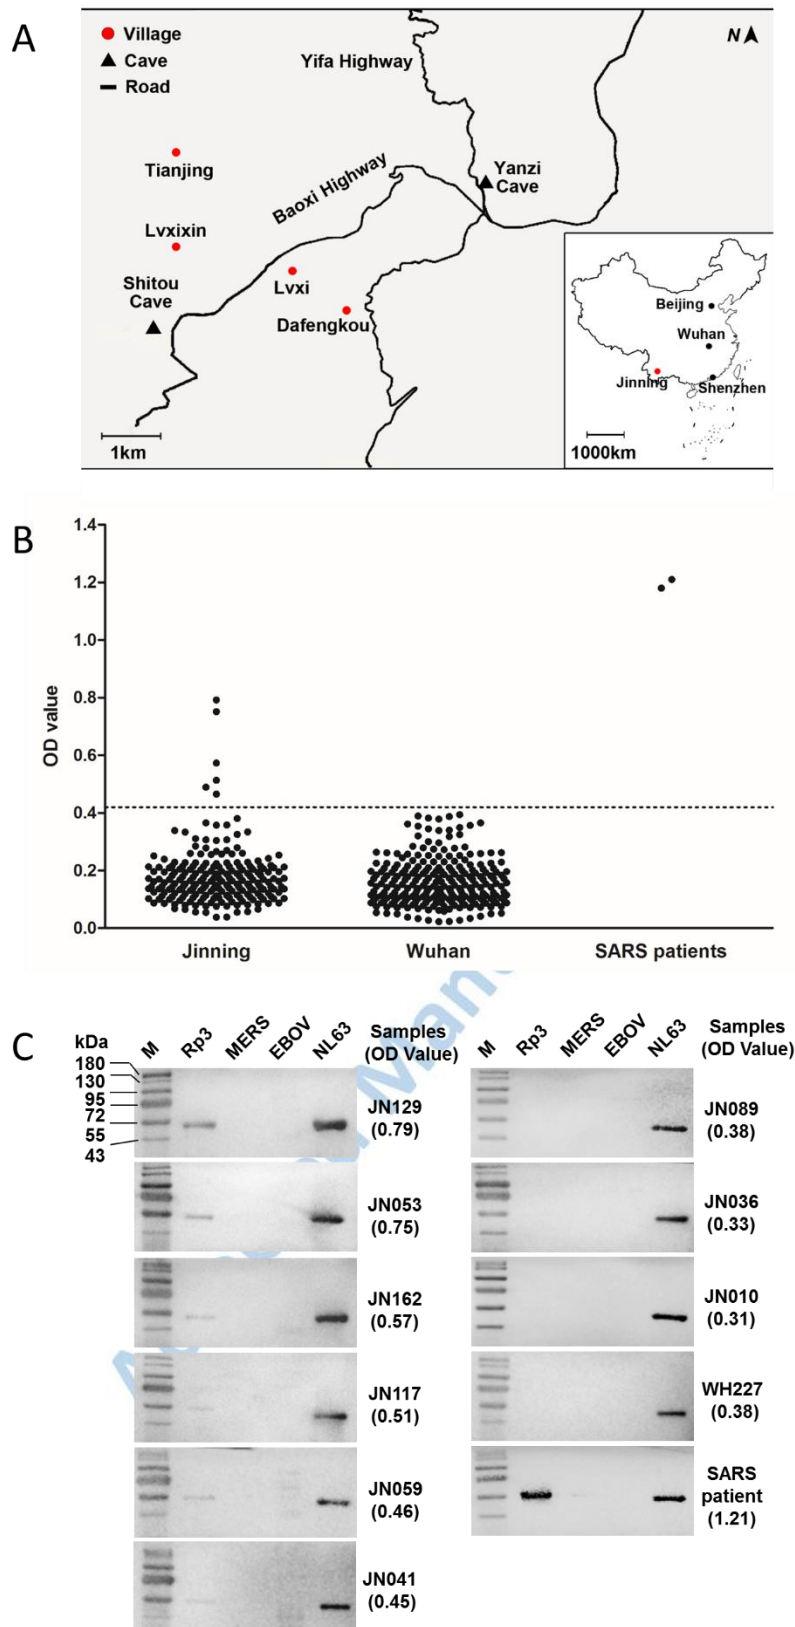 A
Village
Cave
Road
N
Yifa Highway
Baoxi Highway
Yanzi
Cave
Tianjing
Lvxixin
Shitou
Cave
Lvxi
Dafengkou
1km
Beijing
Wuhan
Jinning
Shenzhen
1000km
B
OD value
1.4
1.2
1.0
0.8
0.6
0.4
0.2
0.0
Jinning
Wuhan
SARS patients
C
kDa
180
130
95
72
55
43
M
Rp3
MERS
EBOV
NL63
Samples
(OD Value)
JN129
(0.79)
JN053
(0.75)
JN162
(0.57)
JN117
(0.51)
JN059
(0.46)
JN041
(0.45)
M
Rp3
MERS
EBOV
NL63
Samples
(OD Value)
JN089
(0.38)
JN036
(0.33)
JN010
(0.31)
WH227
(0.38)
SARS
patient
(1.21)